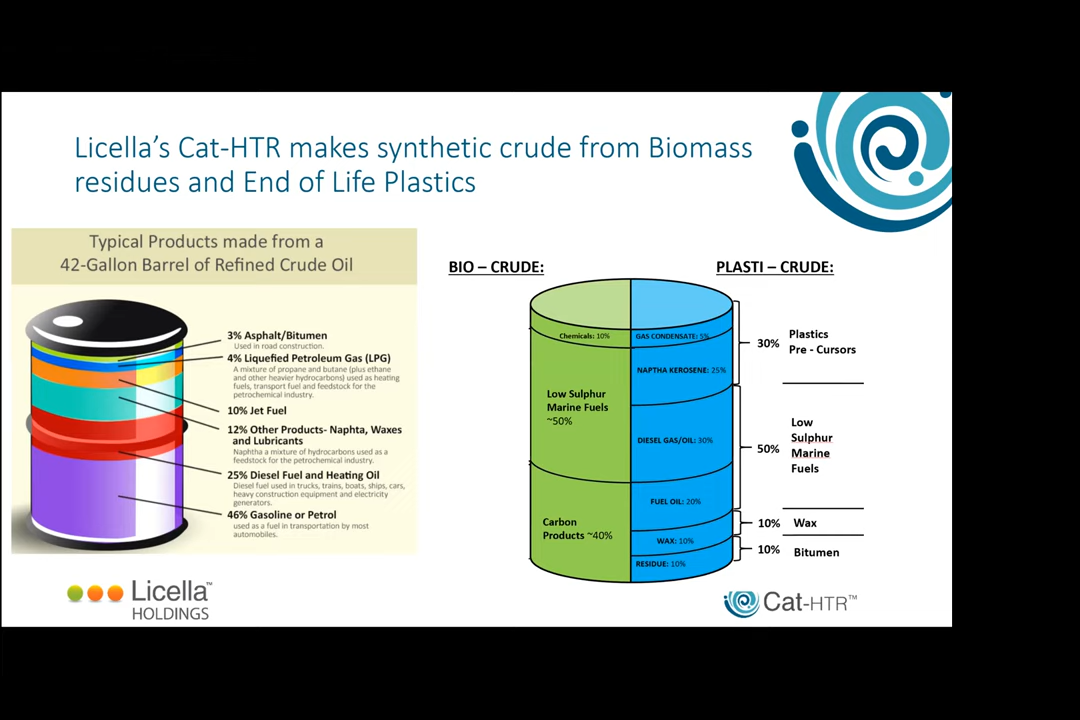 Licella's Cat-HTR makes synthetic crude from Biomass
residues and End of Life Plastics
Typical Products made from a
42-Gallon Barrel of Refined Crude Oil
3% Asphalt/Bitumen
Used in road construction.
4% Liquefied Petroleum Gas (LPG)
A mixture of propane and butane (plus ethane
and other heavier hydrocarbons) used as heating
fuels, transport fuel and feedstock for the
petrochemical industry.
10% Jet Fuel
12% Other Products- Naphta, Waxes
and Lubricants
Naphtha a mixture of hydrocarbons used as a
feedstock for the petrochemical industry.
25% Diesel Fuel and Heating Oil
Diesel fuel used in trucks, trains, boats, ships, cars,
heavy construction equipment and electricity
generators.
46% Gasoline or Petrol
used as a fuel in transportation by most
automobiles.
BIO – CRUDE:
Chemicals: 10%
Low Sulphur
Marine Fuels
~50%
Carbon
Products ~40%
PLASTI – CRUDE:
GAS CONDENSATE: 5%
NAPTHA KEROSENE: 25%
DIESEL GAS/OIL: 30%
FUEL OIL: 20%
WAX: 10%
RESIDUE: 10%
30% Plastics
Pre - Cursors
50% Low
Sulphur
Marine
Fuels
10% Wax
10% Bitumen
Licella™
HOLDINGS
Cat-HTR™